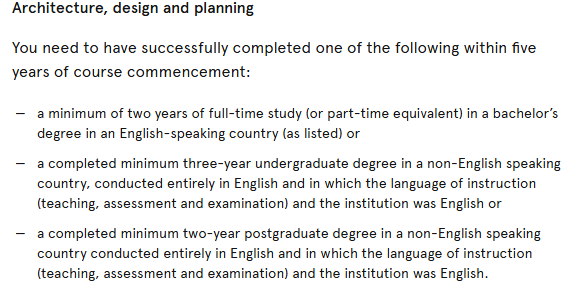 Architecture, design and planning
You need to have successfully completed one of the following within five
years of course commencement:
— a minimum of two years of full-time study (or part-time equivalent) in a bachelor's
degree in an English-speaking country (as listed) or
— a completed minimum three-year undergraduate degree in a non-English speaking
country, conducted entirely in English and in which the language of instruction
(teaching, assessment and examination) and the institution was English or
— a completed minimum two-year postgraduate degree in a non-English speaking
country conducted entirely in English and in which the language of instruction
(teaching, assessment and examination) and the institution was English.